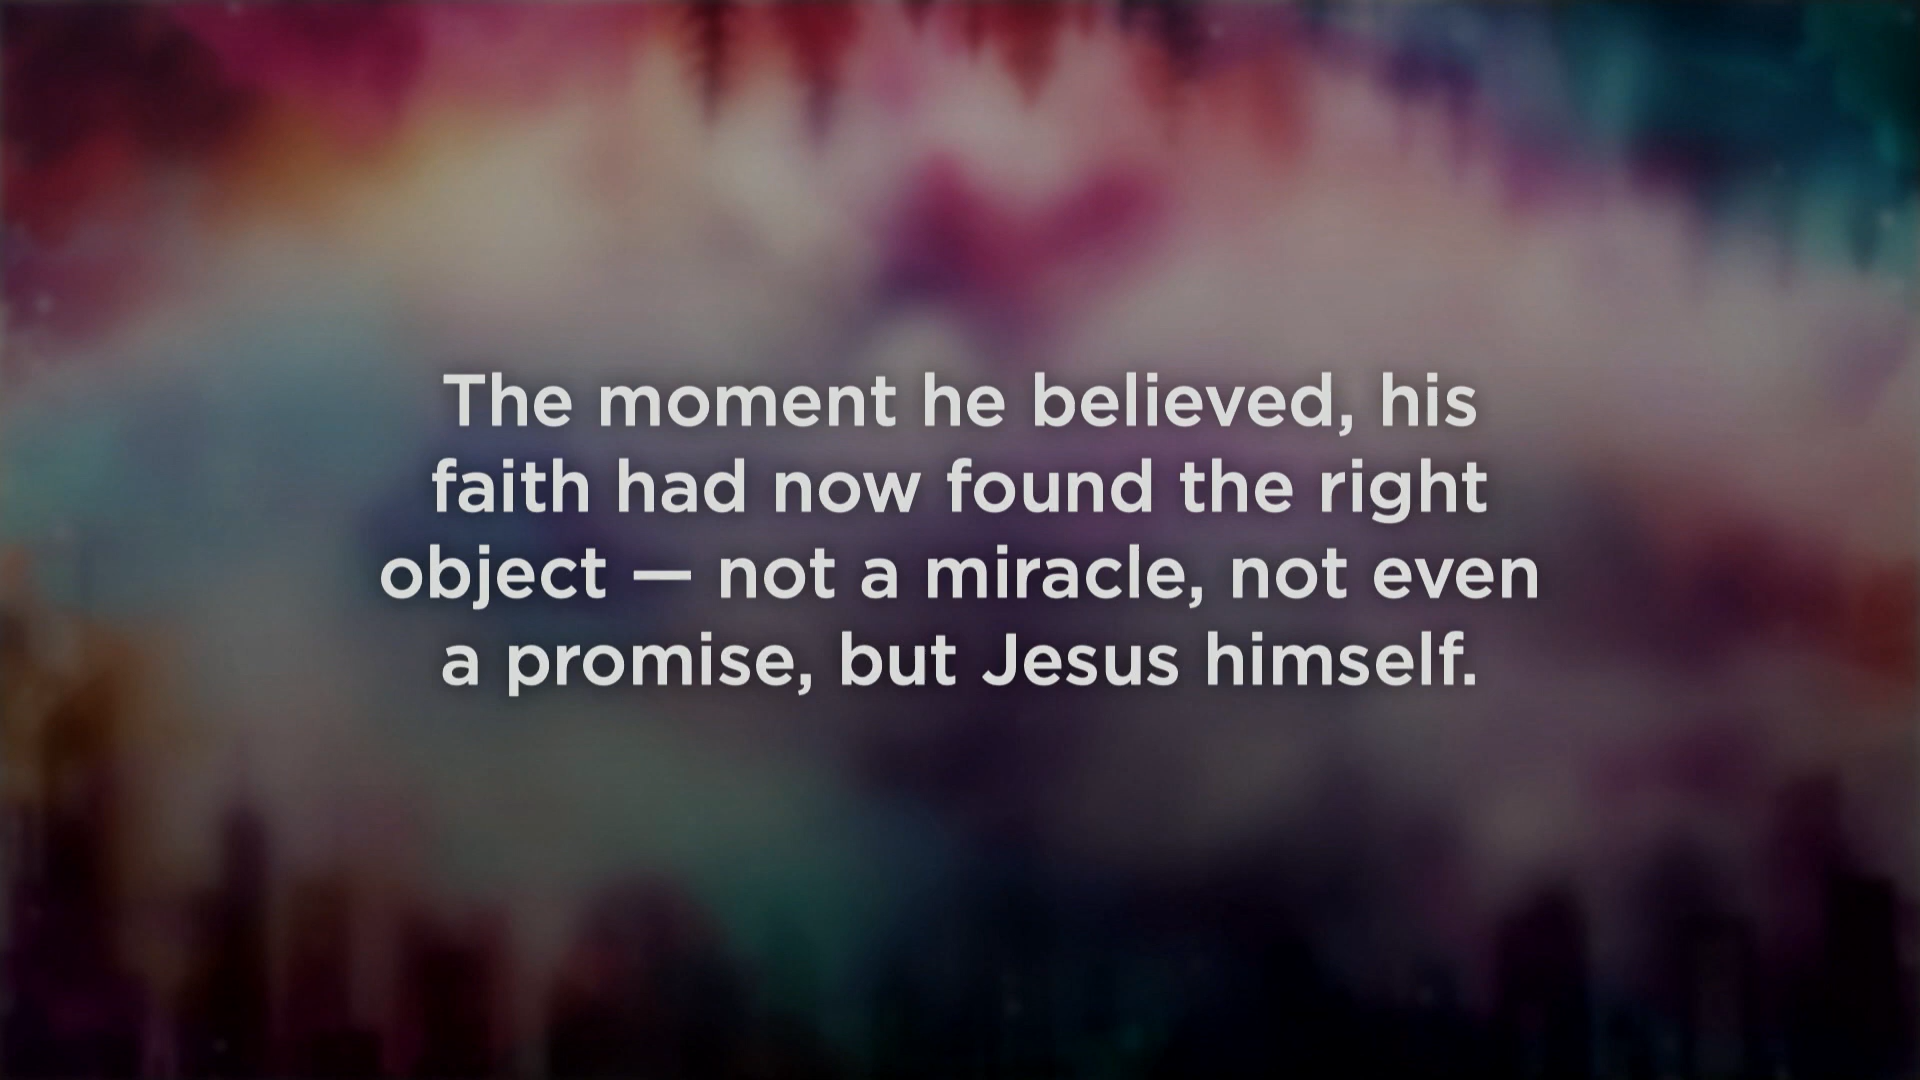 The moment he believed, his
faith had now found the right
object — not a miracle, not even
a promise, but Jesus himself.